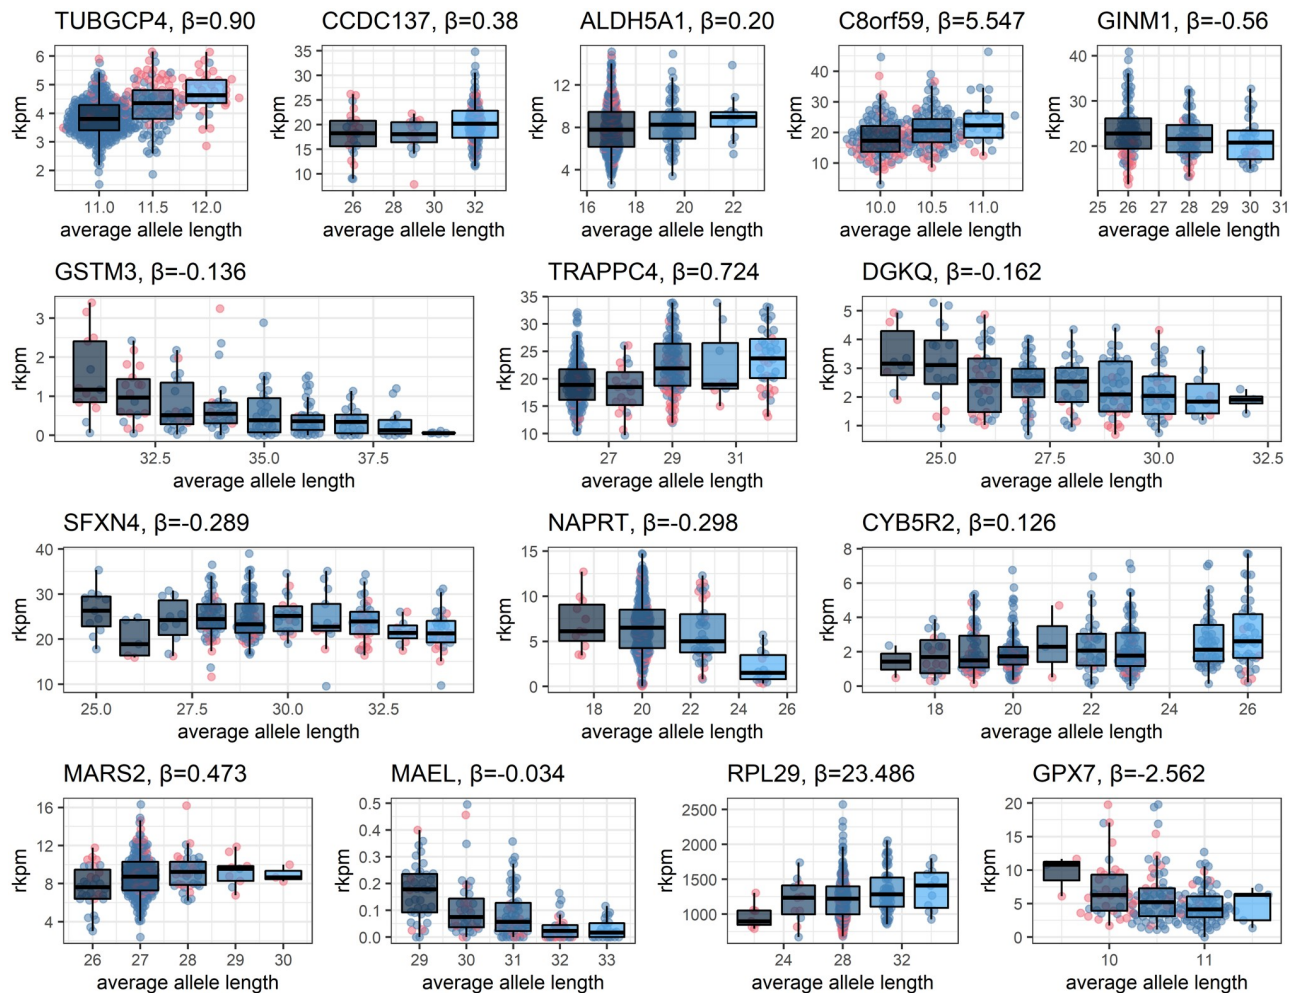 TUBGCP4, β=0.90
CCDC137, β=0.38
ALDH5A1, β=0.20
C8orf59, β=5.547
GINM1, β=-0.56
rkpm
6
5
4
3
2
11.0 11.5 12.0
average allele length
rkpm
35
30
25
20
15
10
26 28 30 32
average allele length
rkpm
12
8
4
16 18 20 22
average allele length
rkpm
40
30
20
10
10.0 10.5 11.0
average allele length
rkpm
40
30
20
25 26 27 28 29 30 31
average allele length
GSTM3, β=-0.136
TRAPPC4, β=0.724
DGKQ, β=-0.162
rkpm
3
2
1
0
32.5 35.0 37.5
average allele length
rkpm
35
30
25
20
15
10
27 29 31
average allele length
rkpm
5
4
3
2
1
25.0 27.5 30.0 32.5
average allele length
SFXN4, β=-0.289
NAPRT, β=-0.298
CYB5R2, β=0.126
rkpm
40
30
20
10
25.0 27.5 30.0 32.5
average allele length
rkpm
15
10
5
0
18 20 22 24 26
average allele length
rkpm
8
6
4
2
0
18 20 22 24 26
average allele length
MARS2, β=0.473
MAEL, β=-0.034
RPL29, β=23.486
GPX7, β=-2.562
rkpm
16
12
8
4
26 27 28 29 30
average allele length
rkpm
0.5
0.4
0.3
0.2
0.1
0.0
29 30 31 32 33
average allele length
rkpm
2500
2000
1500
1000
24 28 32
average allele length
rkpm
20
15
10
5
0
10 11
average allele length